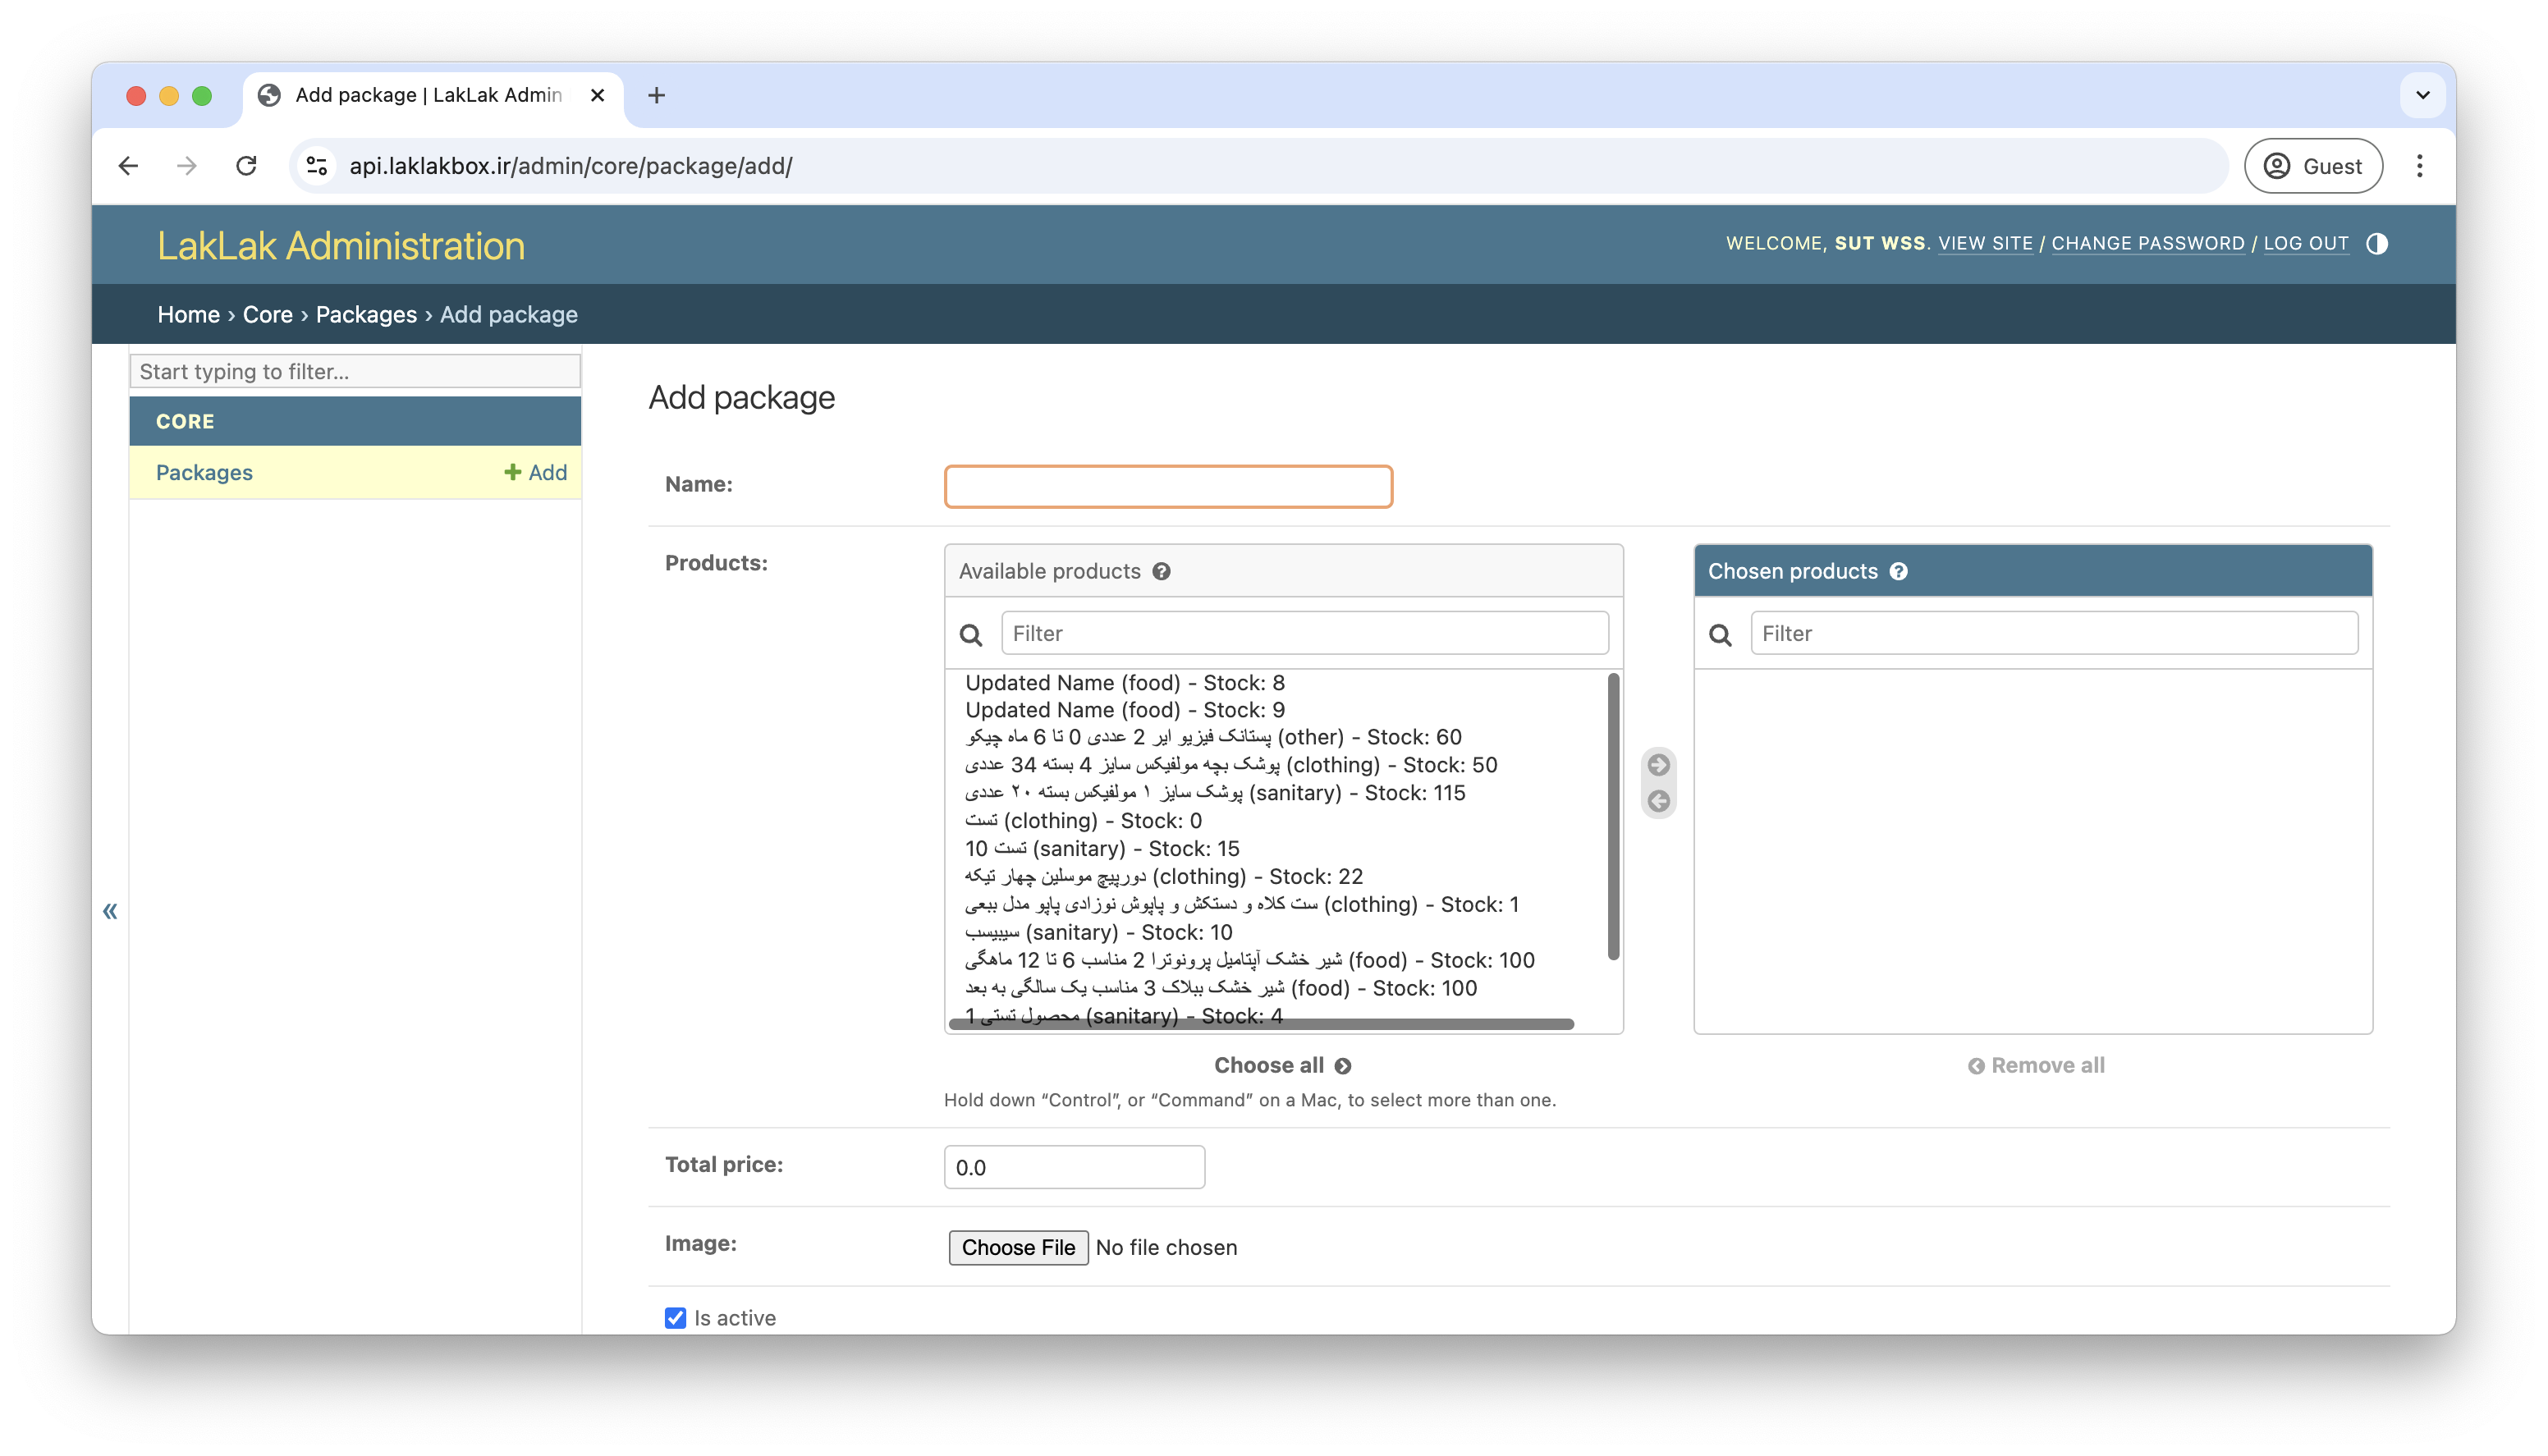 Add package | LakLak Admin
api.laklakbox.ir/admin/core/package/add/
Guest
LakLak Administration
WELCOME, SUT WSS. VIEW SITE / CHANGE PASSWORD / LOG OUT
Home › Core › Packages › Add package
Start typing to filter...
CORE
Packages
Add
Add package
Name:
Products:
Available products
Filter
Updated Name (food) - Stock: 8
Updated Name (food) - Stock: 9
پستانک فیزیو ایر 2 عددی 0 تا 6 ماه چیکو (other) - Stock: 60
پوشک بچه مولفیکس سایز 4 بسته 34 عددی (clothing) - Stock: 50
پوشک سایز ۱ مولفیکس بسته ۲۰ عددی (sanitary) - Stock: 115
تست (clothing) - Stock: 0
تست 10 (sanitary) - Stock: 15
دورپیچ موسلین چهار تیکه (clothing) - Stock: 22
ست کلاه و دستکش و پاپوش نوزادی پاپو مدل ببعی (clothing) - Stock: 1
سیبیسب (sanitary) - Stock: 10
شیر خشک آپتامیل پرونوترا 2 مناسب 6 تا 12 ماهگی (food) - Stock: 100
شیر خشک ببلاک 3 مناسب یک سالگی به بعد (food) - Stock: 100
محصول تستی 1 (sanitary) - Stock: 4
Choose all
Hold down “Control”, or “Command” on a Mac, to select more than one.
Chosen products
Filter
Remove all
Total price:
0.0
Image:
Choose File No file chosen
Is active